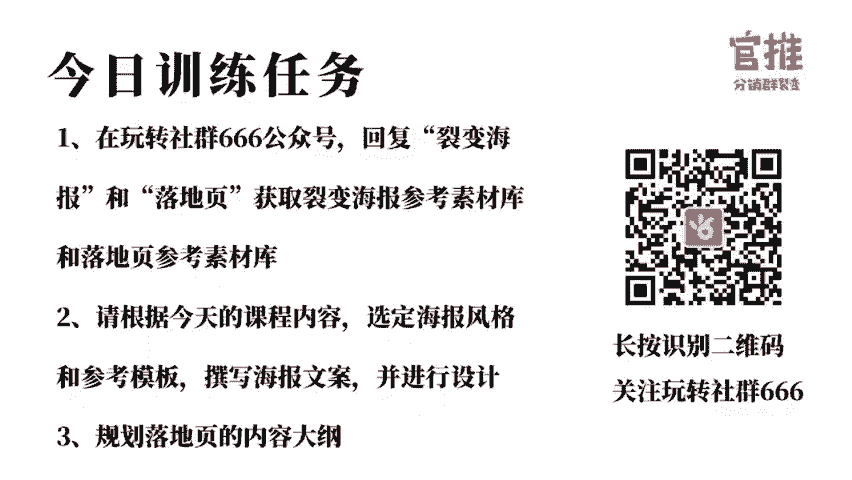 官推
分销群裂变
今日训练任务
1、在玩转社群666公众号，回复“裂变海
报”和“落地页”获取裂变海报参考素材库
和落地页参考素材库
2、请根据今天的课程内容，选定海报风格
和参考模板，撰写海报文案，并进行设计
3、规划落地页的内容大纲
长按识别二维码
关注玩转社群666